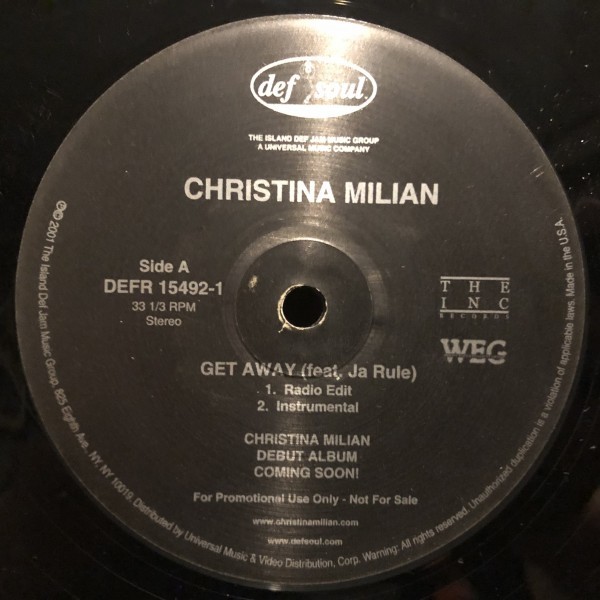 def soul.
THE ISLAND DEF JAM MUSIC GROUP
A UNIVERSAL MUSIC COMPANY
CHRISTINA MILIAN
Side A
DEFR 15492-1
33 1/3 RPM
Stereo
THE
INC
RECORDS
WEG
GET AWAY (feat. Ja Rule)
1. Radio Edit
2. Instrumental
CHRISTINA MILIAN
DEBUT ALBUM
COMING SOON!
For Promotional Use Only - Not For Sale
www.christinamilian.com
www.defsoul.com
℗© 2001 The Island Def Jam Music Group, 825 Eighth Ave., NY, NY 10019. Distributed by Universal Music & Video Distribution, Corp. Warning: All rights reserved. Unauthorized duplication is a violation of applicable laws. Made in the U.S.A.